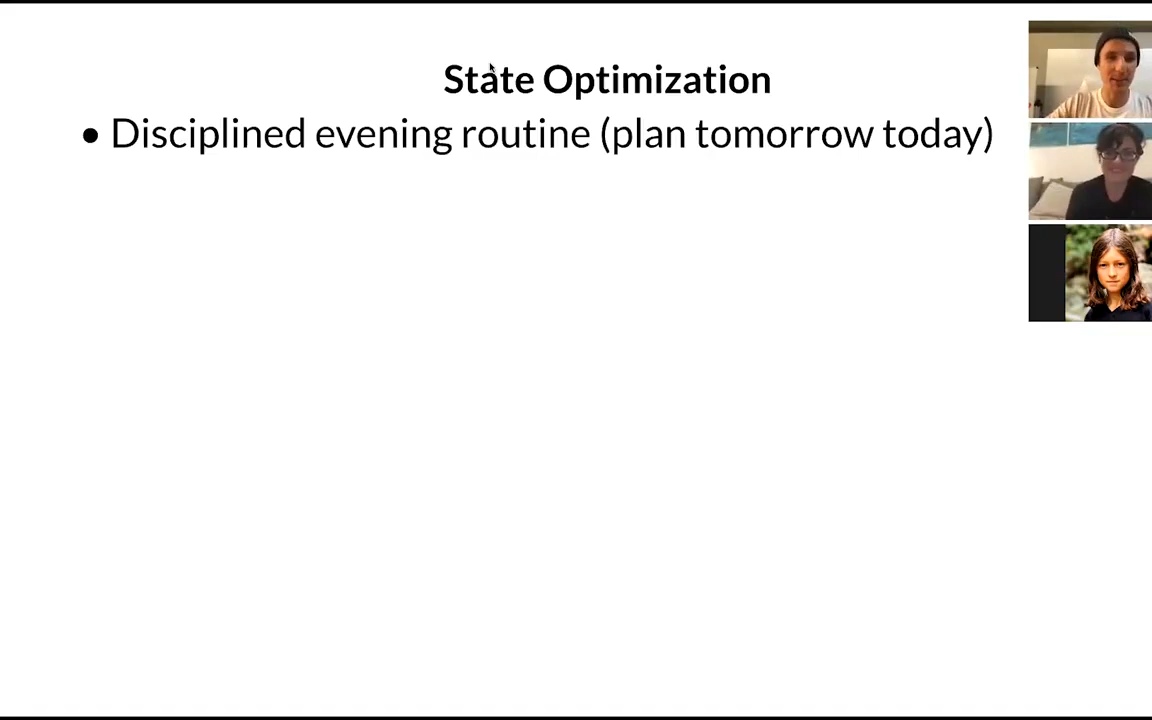 State Optimization
• Disciplined evening routine (plan tomorrow today)